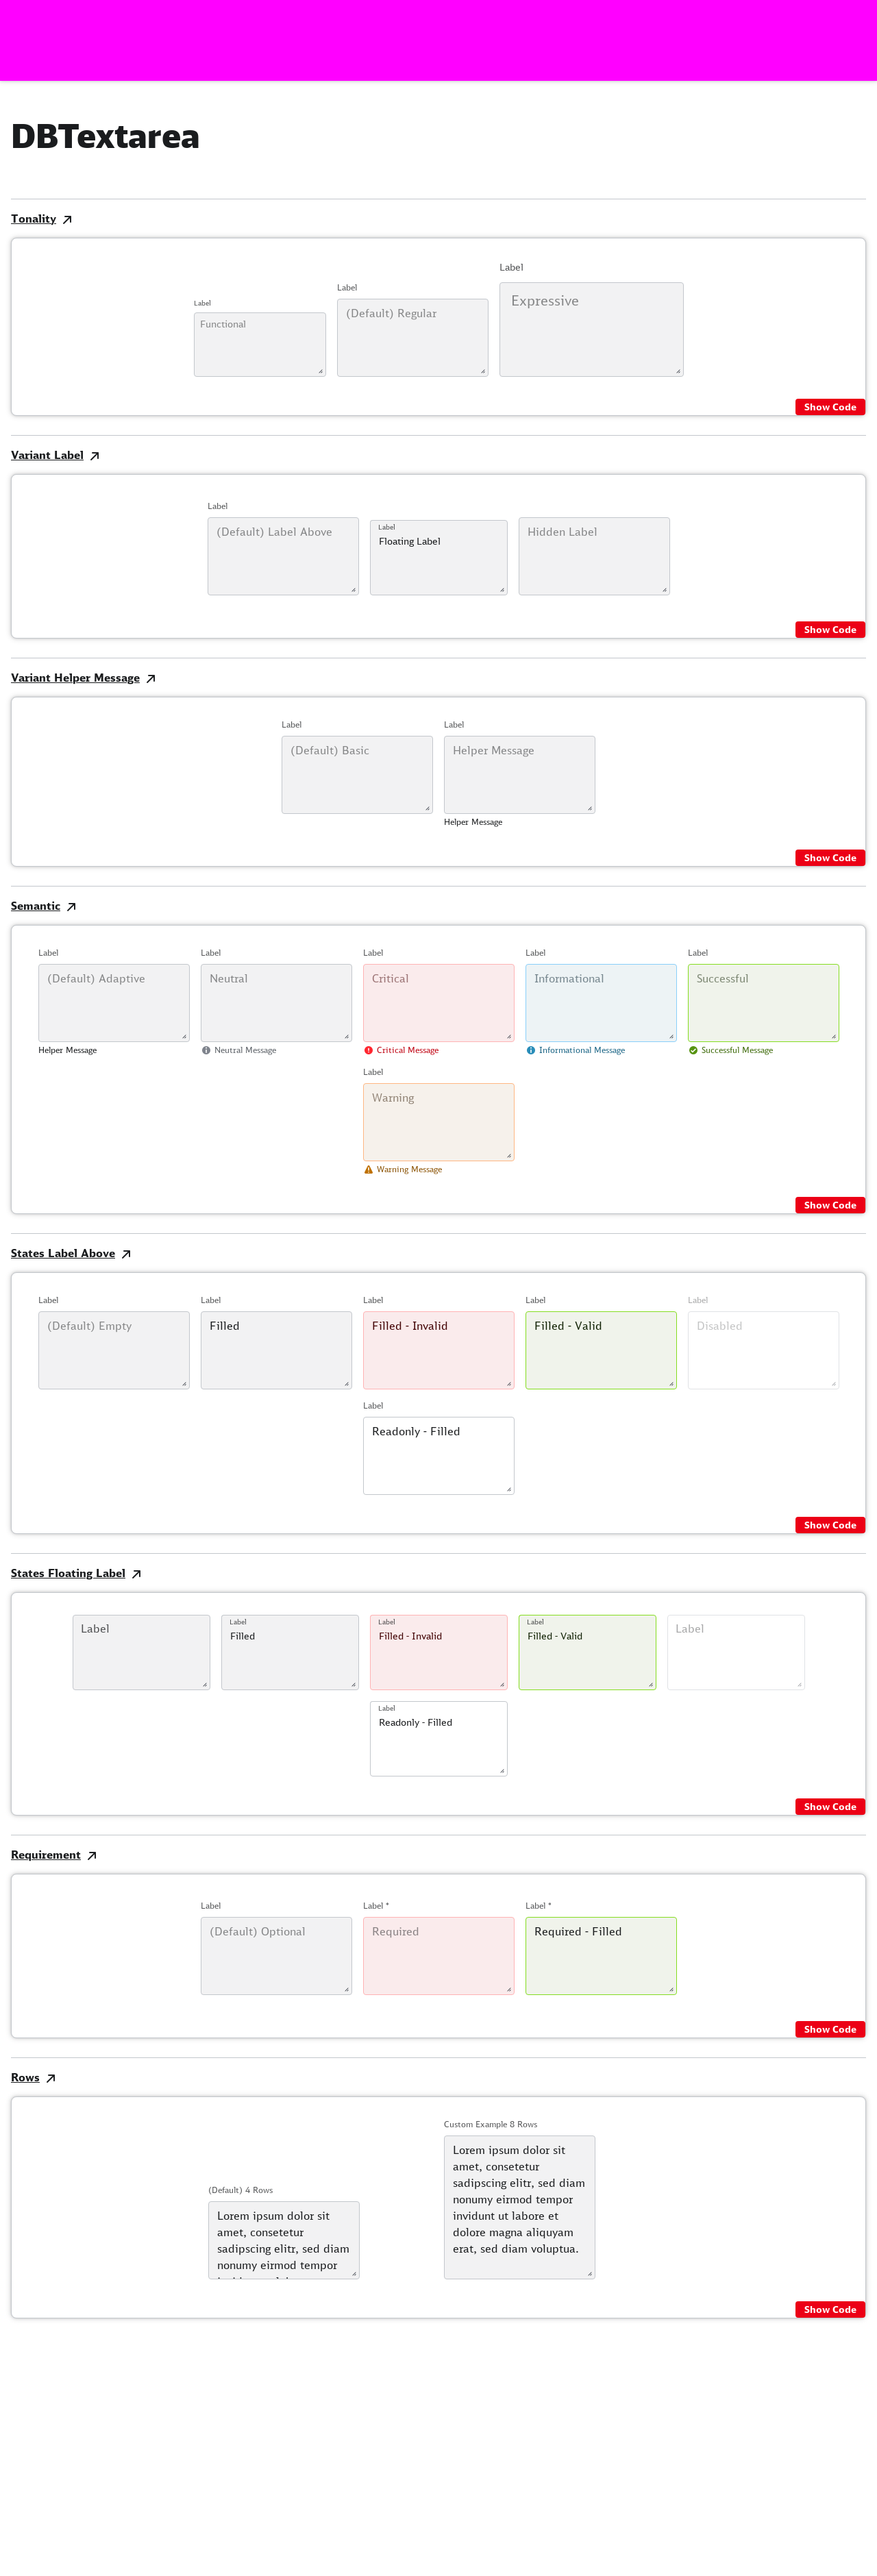 DBTextarea
Tonality
Label
Functional
Label
(Default) Regular
Label
Expressive
Show Code
Variant Label
Label
(Default) Label Above
Label
Floating Label
Hidden Label
Show Code
Variant Helper Message
Label
(Default) Basic
Label
Helper Message
Helper Message
Show Code
Semantic
Label
(Default) Adaptive
Helper Message
Label
Neutral
Neutral Message
Label
Critical
Critical Message
Label
Informational
Informational Message
Label
Successful
Successful Message
Label
Warning
Warning Message
Show Code
States Label Above
Label
(Default) Empty
Label
Filled
Label
Filled - Invalid
Label
Filled - Valid
Label
Disabled
Label
Readonly - Filled
Show Code
States Floating Label
Label
Label
Filled
Label
Filled - Invalid
Label
Filled - Valid
Label
Label
Readonly - Filled
Show Code
Requirement
Label
(Default) Optional
Label *
Required
Label *
Required - Filled
Show Code
Rows
(Default) 4 Rows
Lorem ipsum dolor sit
amet, consetetur
sadipscing elitr, sed diam
nonumy eirmod tempor
Custom Example 8 Rows
Lorem ipsum dolor sit
amet, consetetur
sadipscing elitr, sed diam
nonumy eirmod tempor
invidunt ut labore et
dolore magna aliquyam
erat, sed diam voluptua.
Show Code